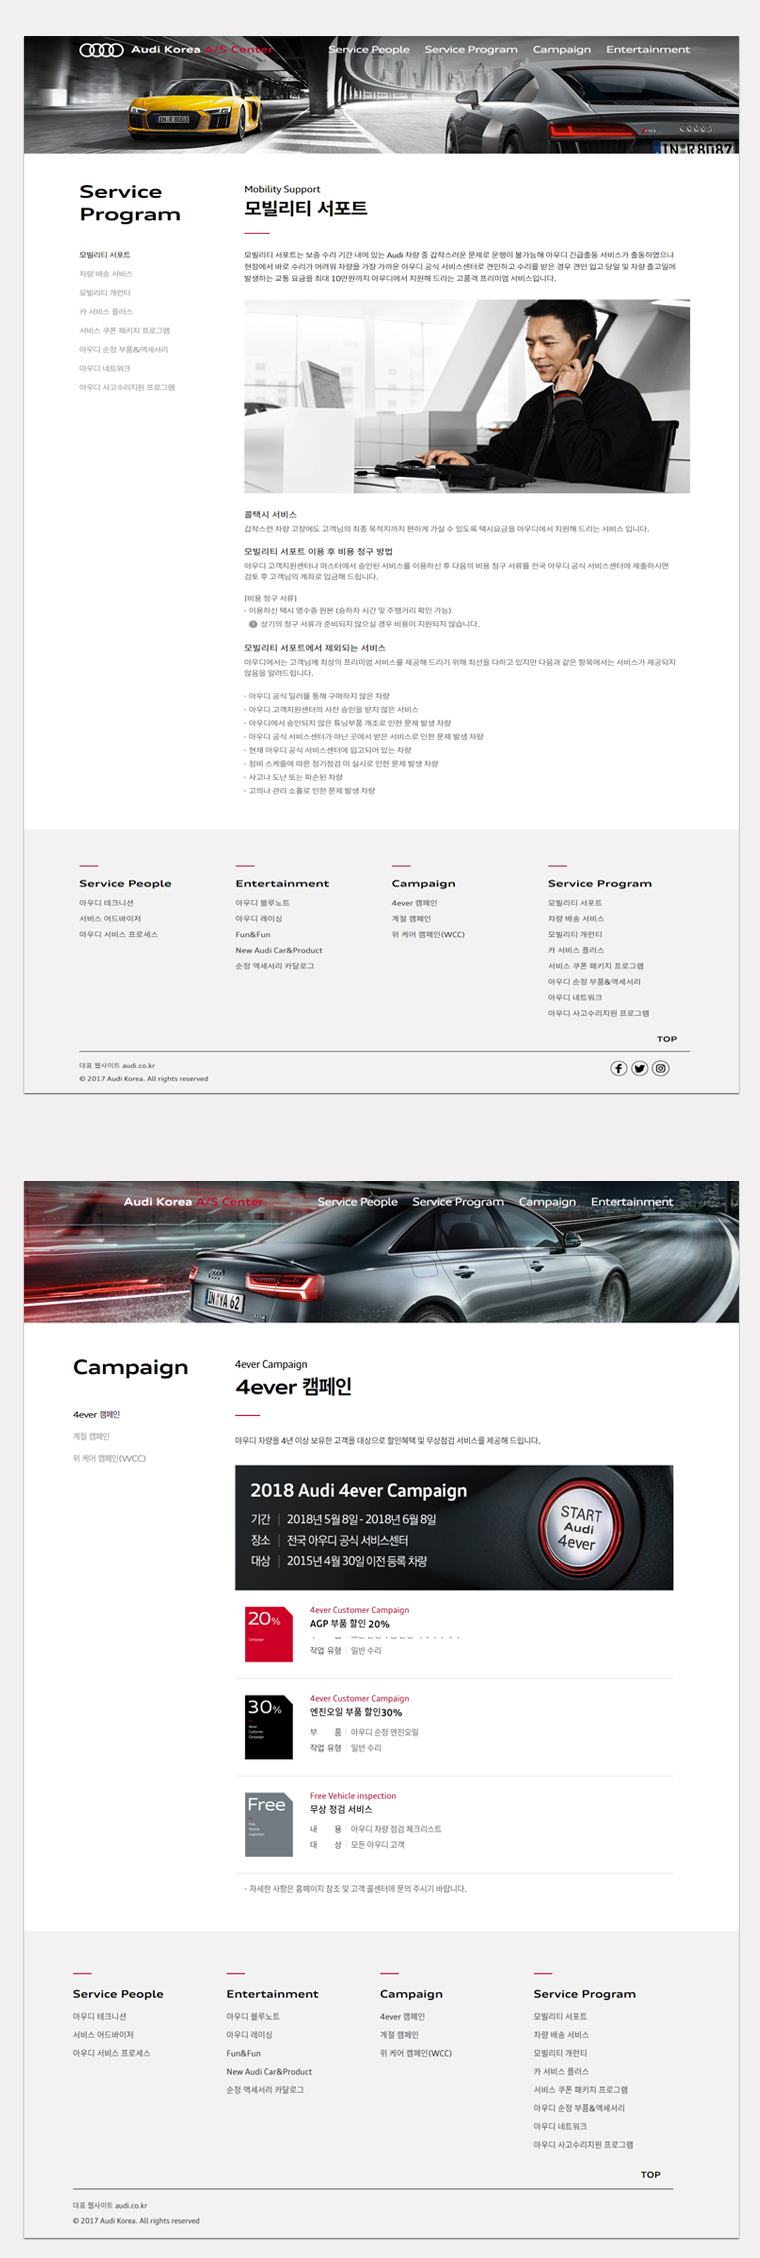 Audi Korea A/S Center
Service People
Service Program
Campaign
Entertainment
IN R 8003
R8
IN R 8087
Service
Program
모빌리티 서포트
차량 배송 서비스
모빌리티 개런티
카 서비스 플러스
서비스 쿠폰 패키지 프로그램
아우디 순정 부품&액세서리
아우디 네트워크
아우디 사고수리지원 프로그램
Mobility Support
모빌리티 서포트
모빌리티 서포트는 보증 수리 기간 내에 있는 Audi 차량 중 갑작스러운 문제로 운행이 불가능해 아우디 긴급출동 서비스가 출동하였으나
현장에서 바로 수리가 어려워 차량을 가장 가까운 아우디 공식 서비스센터로 견인하고 수리를 받은 경우 견인 입고 당일 및 차량 출고일에
발생하는 교통 요금을 최대 10만원까지 아우디에서 지원해 드리는 고품격 프리미엄 서비스입니다.
콜택시 서비스
갑작스런 차량 고장에도 고객님의 최종 목적지까지 편하게 가실 수 있도록 택시요금을 아우디에서 지원해 드리는 서비스 입니다.
모빌리티 서포트 이용 후 비용 청구 방법
아우디 고객지원센터나 마스터에서 승인된 서비스를 이용하신 후 다음의 비용 청구 서류를 전국 아우디 공식 서비스센터에 제출하시면
검토 후 고객님의 계좌로 입금해 드립니다.
[비용 청구 서류]
· 이용하신 택시 영수증 원본 (승하차 시간 및 주행거리 확인 가능)
상기의 청구 서류가 준비되지 않으실 경우 비용이 지원되지 않습니다.
모빌리티 서포트에서 제외되는 서비스
아우디에서는 고객님께 최상의 프리미엄 서비스를 제공해 드리기 위해 최선을 다하고 있지만 다음과 같은 항목에서는 서비스가 제공되지
않음을 알려드립니다.
· 아우디 공식 딜러를 통해 구매하지 않은 차량
· 아우디 고객지원센터의 사전 승인을 받지 않은 서비스
· 아우디에서 승인되지 않은 튜닝부품 개조로 인한 문제 발생 차량
· 아우디 공식 서비스센터가 아닌 곳에서 받은 서비스로 인한 문제 발생 차량
· 현재 아우디 공식 서비스센터에 입고되어 있는 차량
· 정비 스케줄에 따른 정기점검 미 실시로 인한 문제 발생 차량
· 사고나 도난 또는 파손된 차량
· 고의나 관리 소홀로 인한 문제 발생 차량
Service People
아우디 테크니션
서비스 어드바이저
아우디 서비스 프로세스
Entertainment
아우디 블루노트
아우디 레이싱
Fun&Fun
New Audi Car&Product
순정 액세서리 카달로그
Campaign
4ever 캠페인
계절 캠페인
위 케어 캠페인(WCC)
Service Program
모빌리티 서포트
차량 배송 서비스
모빌리티 개런티
카 서비스 플러스
서비스 쿠폰 패키지 프로그램
아우디 순정 부품&액세서리
아우디 네트워크
아우디 사고수리지원 프로그램
TOP
대표 웹사이트 audi.co.kr
© 2017 Audi Korea. All rights reserved
Audi Korea A/S Center
Service People
Service Program
Campaign
Entertainment
IN YA 62
Campaign
4ever 캠페인
계절 캠페인
위 케어 캠페인(WCC)
4ever Campaign
4ever 캠페인
아우디 차량을 4년 이상 보유한 고객을 대상으로 할인혜택 및 무상점검 서비스를 제공해 드립니다.
2018 Audi 4ever Campaign
기간 | 2018년 5월 8일 - 2018년 6월 8일
장소 | 전국 아우디 공식 서비스센터
대상 | 2015년 4월 30일 이전 등록 차량
START
Audi
4ever
20%
Campaign
4ever Customer Campaign
AGP 부품 할인 20%
작업 유형 | 일반 수리
30%
4ever
Customer
Campaign
4ever Customer Campaign
엔진오일 부품 할인30%
부 품 | 아우디 순정 엔진오일
작업 유형 | 일반 수리
Free
Free
Vehicle
inspection
Free Vehicle inspection
무상 점검 서비스
내 용 | 아우디 차량 점검 체크리스트
대 상 | 모든 아우디 고객
· 자세한 사항은 홈페이지 참조 및 고객 콜센터에 문의 주시기 바랍니다.
Service People
아우디 테크니션
서비스 어드바이저
아우디 서비스 프로세스
Entertainment
아우디 블루노트
아우디 레이싱
Fun&Fun
New Audi Car&Product
순정 액세서리 카달로그
Campaign
4ever 캠페인
계절 캠페인
위 케어 캠페인(WCC)
Service Program
모빌리티 서포트
차량 배송 서비스
모빌리티 개런티
카 서비스 플러스
서비스 쿠폰 패키지 프로그램
아우디 순정 부품&액세서리
아우디 네트워크
아우디 사고수리지원 프로그램
TOP
대표 웹사이트 audi.co.kr
© 2017 Audi Korea. All rights reserved